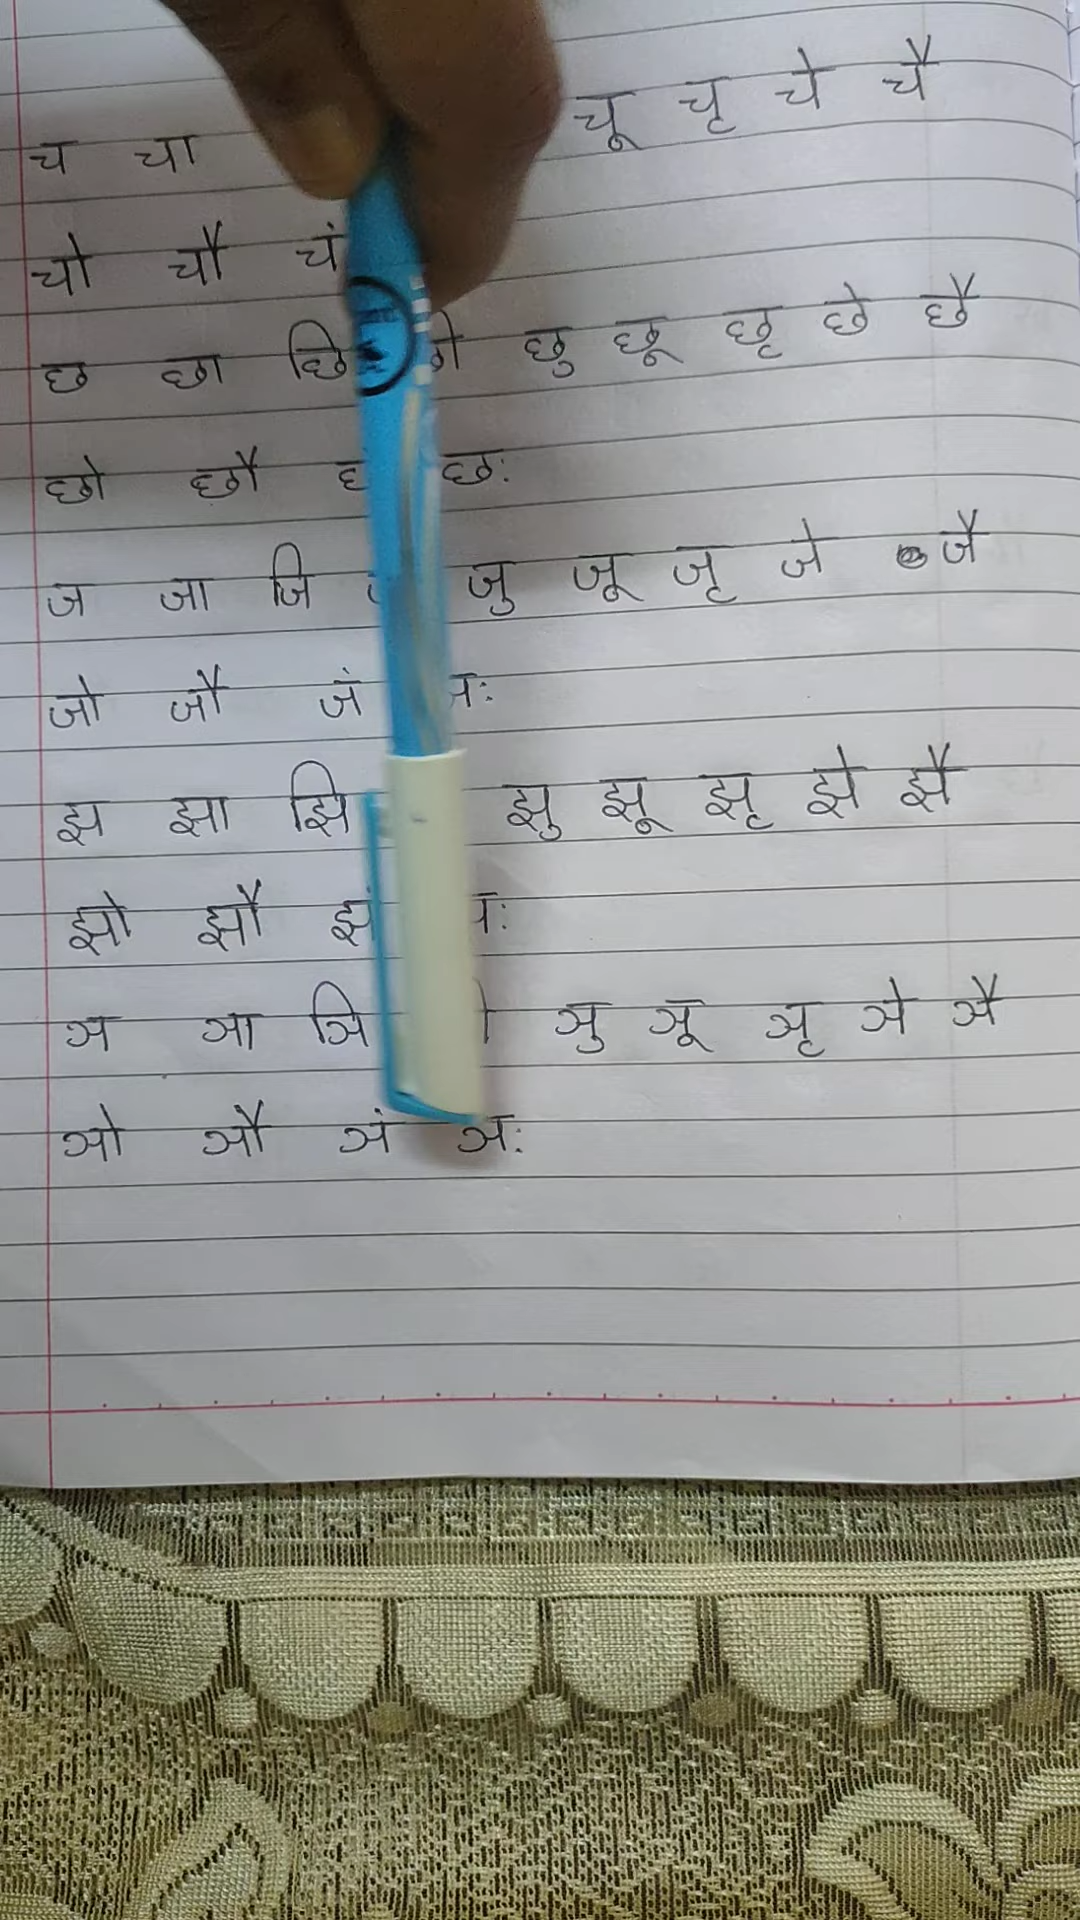 च चा चू चृ चे चै
चो चौ चं
छ छा छि छु छू छृ छे छै
छो छौ छः
ज जा जि जु जू जृ जे जै
जो जौ जं
झ झा झि झु झू झृ झे झै
झो झौ झं
ञ ञा ञि ञु ञू ञृ ञे ञै
ञो ञौ ञं ञः